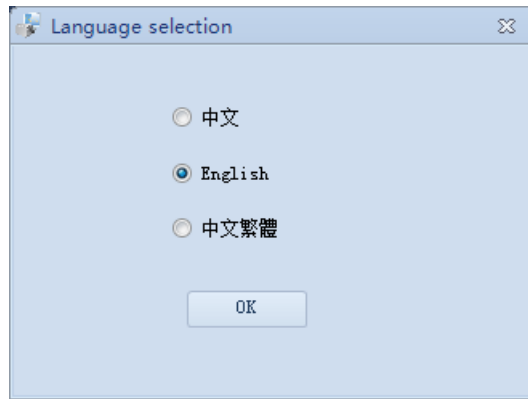 Language selection
中文
English
中文繁體
OK